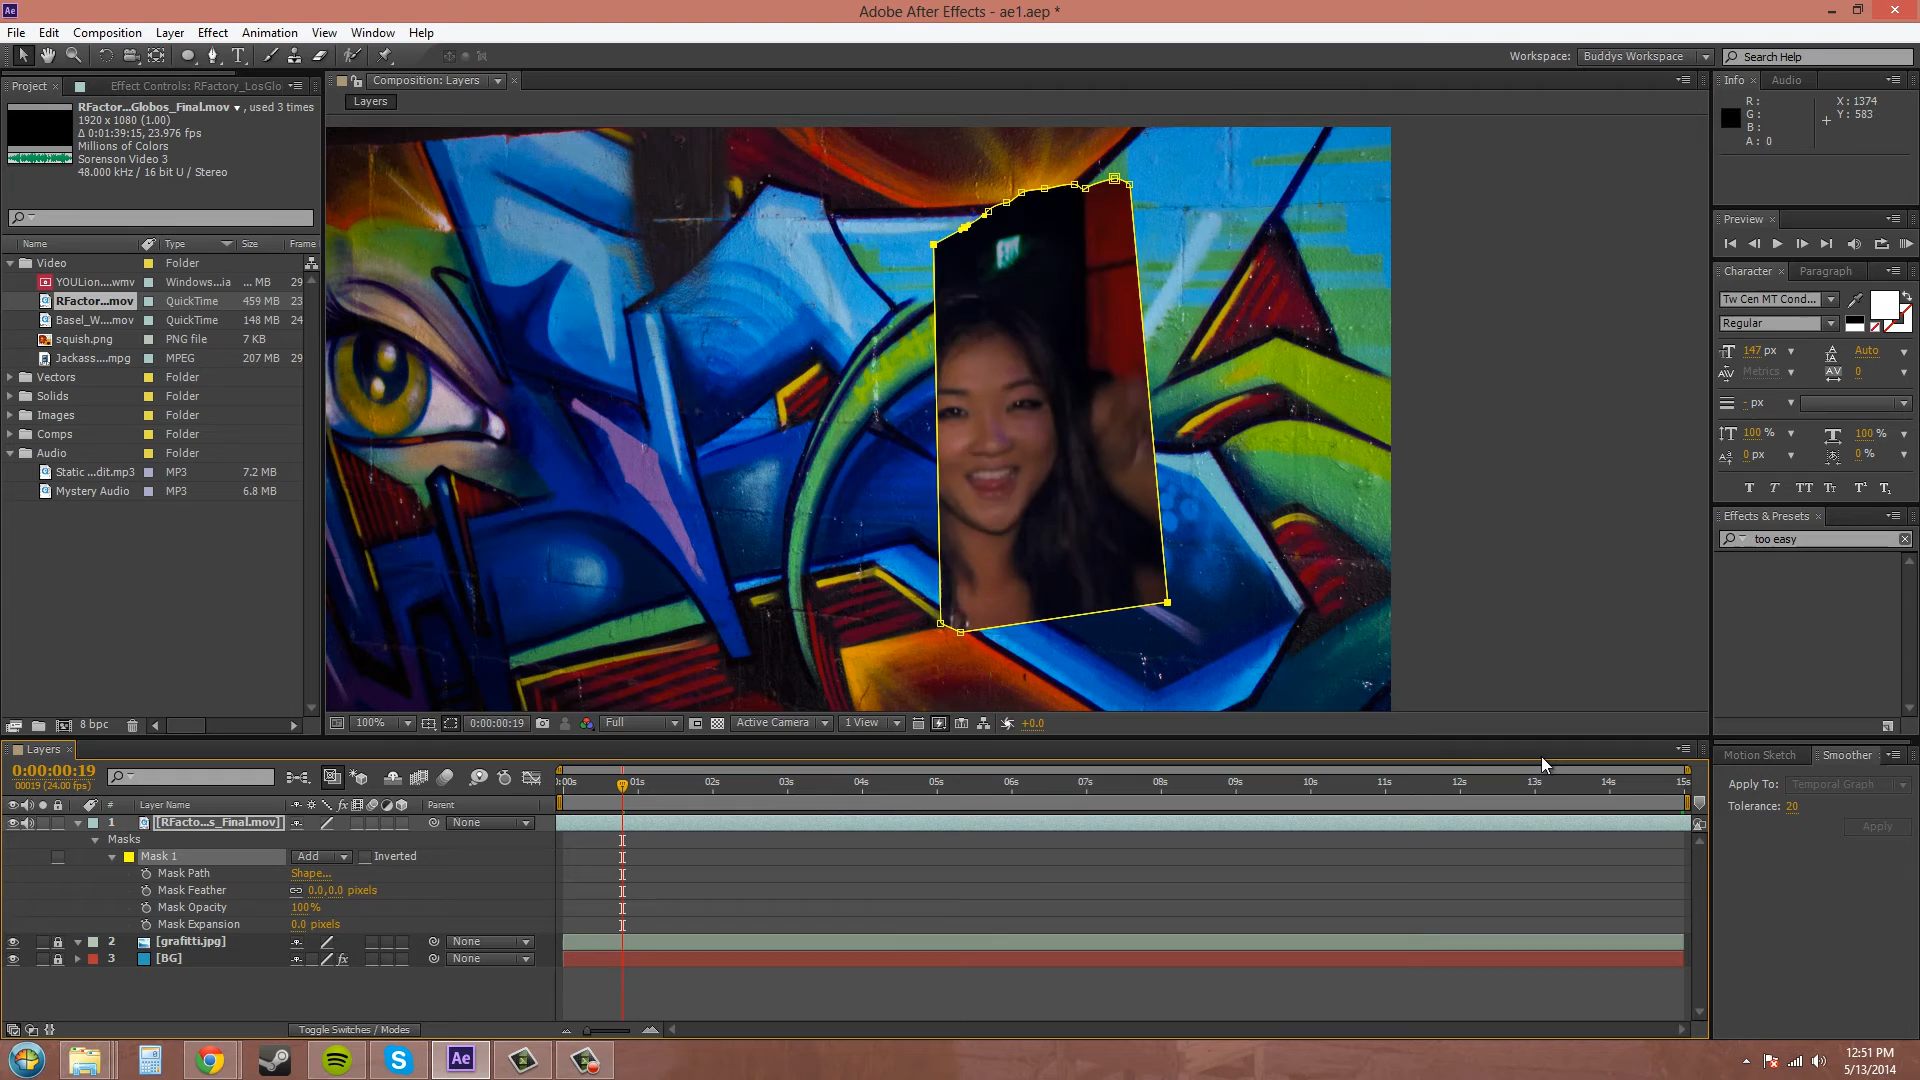 Adobe After Effects - ae1.aep *
File Edit Composition Layer Effect Animation View Window Help
Workspace: Buddys Workspace Search Help
Project Effect Controls: RFactory_LosGlo
Composition: Layers
Info Audio
RFactor...Globos_Final.mov , used 3 times
1920 x 1080 (1.00)
Δ 0:01:39:15, 23.976 fps
Millions of Colors
Sorenson Video 3
48.000 kHz / 16 bit U / Stereo
Layers
R:
G:
B:
A: 0
X: 1374
Y: 583
Name Type Size Frame
Video Folder
YOULion....wmv Windows...ia ... MB 29
RFactor...mov QuickTime 459 MB 23
Basel_W....mov QuickTime 148 MB 24
squish.png PNG file 7 KB
Jackass....mpg MPEG 207 MB 29
Vectors Folder
Solids Folder
Images Folder
Comps Folder
Audio Folder
Static ...dit.mp3 MP3 7.2 MB
Mystery Audio MP3 6.8 MB
8 bpc
Preview
Character Paragraph
Tw Cen MT Cond...
Regular
147 px Auto
Metrics 0
- px
100 % 100 %
0 px 0 %
T T TT Tt T¹ T₁
Effects & Presets
too easy
100% 0:00:00:19 Full Active Camera 1 View +0.0
Layers
0:00:00:19
00019 (24.00 fps)
:00s 01s 02s 03s 04s 05s 06s 07s 08s 09s 10s 11s 12s 13s 14s 15s
# Layer Name fx Parent
1 [RFacto...s_Final.mov] None
Masks
Mask 1 Add Inverted
Mask Path Shape...
Mask Feather 0.0,0.0 pixels
Mask Opacity 100%
Mask Expansion 0.0 pixels
2 [grafitti.jpg] None
3 [BG] fx None
Toggle Switches / Modes
Motion Sketch Smoother
Apply To: Temporal Graph
Tolerance: 20
Apply
Ae
12:51 PM
5/13/2014